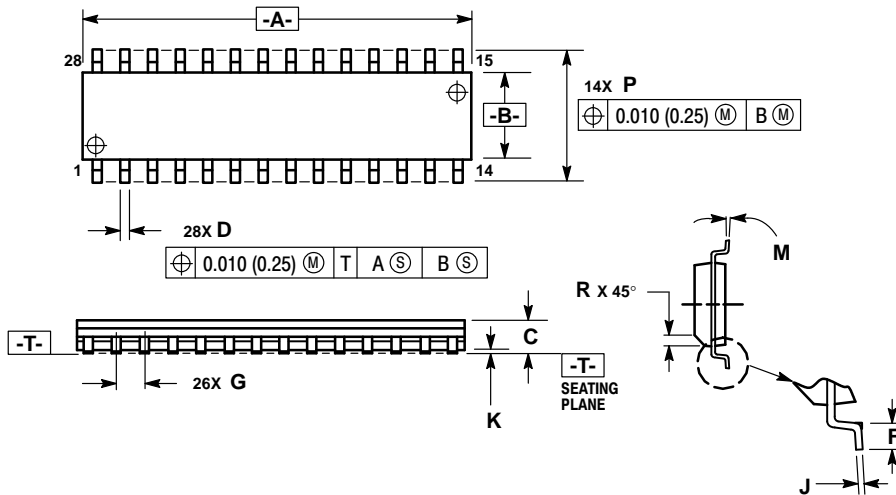 -A-
28
15
14X P
⌖ 0.010 (0.25) Ⓜ B Ⓜ
-B-
1
14
28X D
⌖ 0.010 (0.25) Ⓜ T A Ⓢ B Ⓢ
M
R X 45°
-T-
C
-T-
SEATING
PLANE
26X G
K
F
J